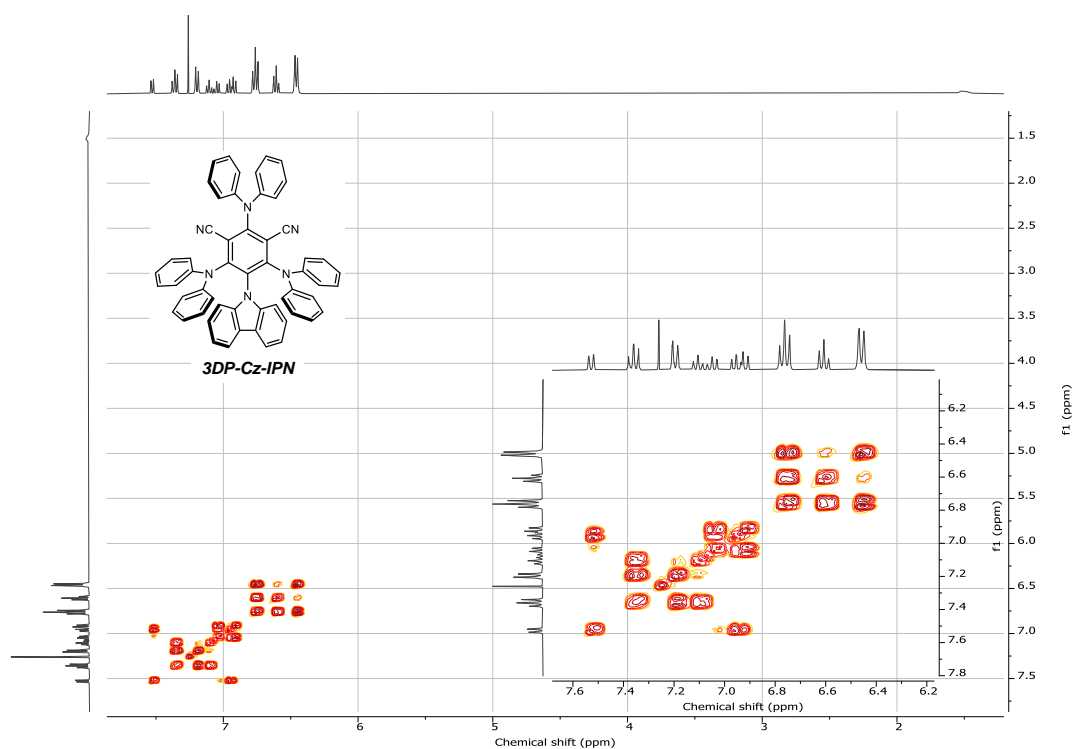 N
NC
CN
N
N
N
3DP-Cz-IPN
1.5
2.0
2.5
3.0
3.5
4.0
4.5
5.0
5.5
6.0
6.5
7.0
7.5
f1 (ppm)
6.2
6.4
6.6
6.8
7.0
7.2
7.4
7.6
7.8
f1 (ppm)
7.6 7.4 7.2 7.0 6.8 6.6 6.4 6.2
Chemical shift (ppm)
7 6 5 4 3 2
Chemical shift (ppm)